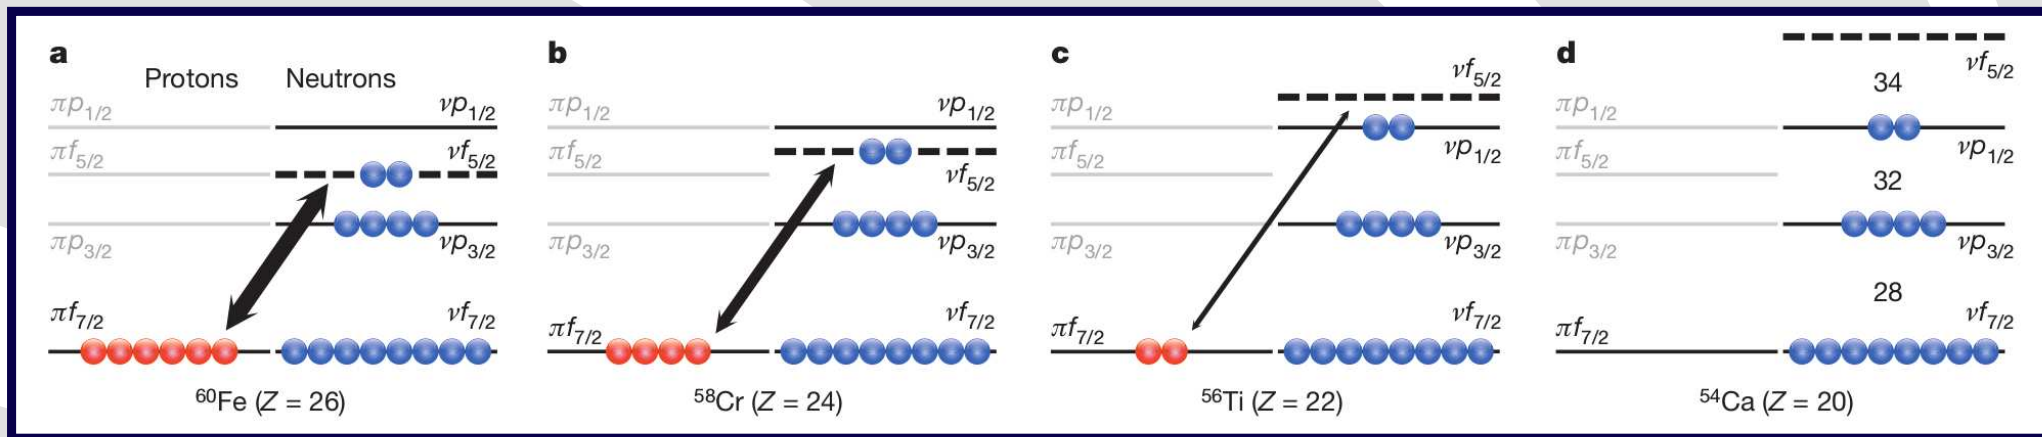 a
Protons Neutrons
πp1/2
νp1/2
πf5/2
νf5/2
πp3/2
νp3/2
πf7/2
νf7/2
60Fe (Z = 26)
b
πp1/2
νp1/2
πf5/2
νf5/2
πp3/2
νp3/2
πf7/2
νf7/2
58Cr (Z = 24)
c
νf5/2
πp1/2
νp1/2
πf5/2
πp3/2
νp3/2
πf7/2
νf7/2
56Ti (Z = 22)
d
νf5/2
34
πp1/2
νp1/2
πf5/2
32
πp3/2
νp3/2
28
πf7/2
νf7/2
54Ca (Z = 20)